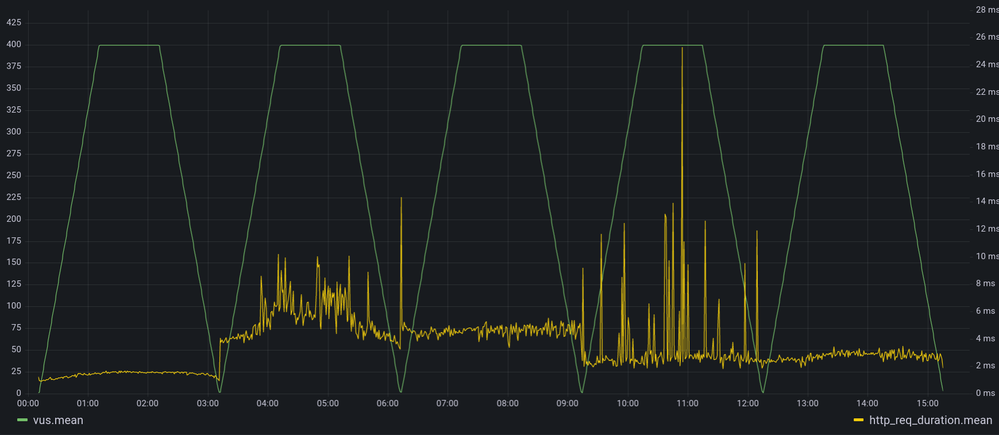 28 ms
425
400
26 ms
375
24 ms
350
22 ms
325
20 ms
300
275
18 ms
250
16 ms
225
14 ms
200
12 ms
175
150
10 ms
125
8 ms
100
6 ms
75
4 ms
50
2 ms
25
0
0 ms
00:00 01:00 02:00 03:00 04:00 05:00 06:00 07:00 08:00 09:00 10:00 11:00 12:00 13:00 14:00 15:00
vus.mean
http_req_duration.mean